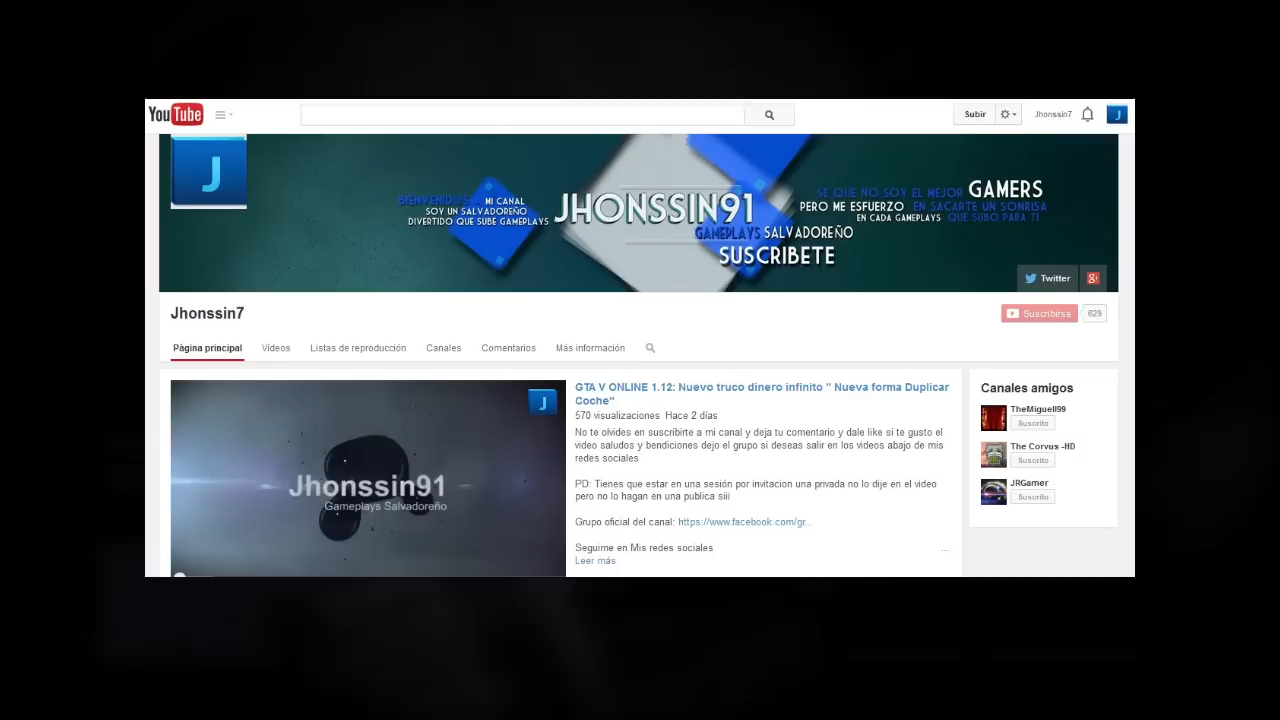 YouTube
Subir
Jhonssin7
J
J
BIENVENIDOS A MI CANAL
SOY UN SALVADOREÑO
DIVERTIDO QUE SUBE GAMEPLAYS
JHONSSIN91
GAMEPLAYS SALVADOREÑO
SUSCRIBETE
SE QUE NO SOY EL MEJOR GAMERS
PERO ME ESFUERZO EN SACARTE UN SONRISA
EN CADA GAMEPLAYS QUE SUBO PARA TI.
Twitter
g+
Jhonssin7
Suscribirse
629
Página principal Vídeos Listas de reproducción Canales Comentarios Más información
J
Jhonssin91
Gameplays Salvadoreño
GTA V ONLINE 1.12: Nuevo truco dinero infinito " Nueva forma Duplicar
Coche"
570 visualizaciones Hace 2 días
No te olvides en suscribirte a mi canal y deja tu comentario y dale like si te gusto el
video saludos y bendiciones dejo el grupo si deseas salir en los videos abajo de mis
redes sociales
PD: Tienes que estar en una sesión por invitacion una privada no lo dije en el video
pero no lo hagan en una publica siii
Grupo oficial del canal: https://www.facebook.com/gr...
Seguime en Mis redes sociales
...
Leer más
Canales amigos
TheMiguell99
Suscrito
The Corvus -HD
Suscrito
JRGamer
Suscrito